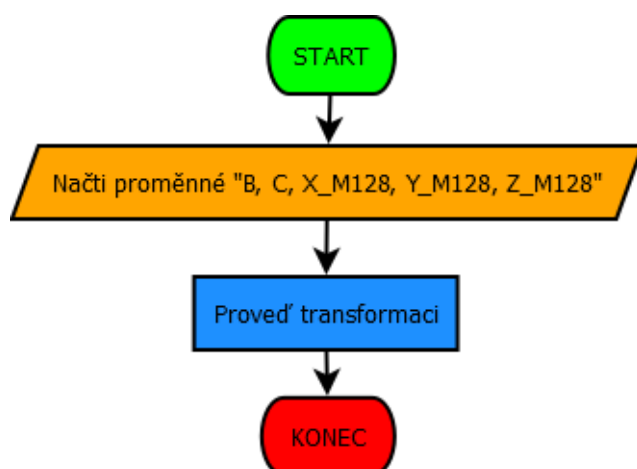 START
Načti proměnné "B, C, X_M128, Y_M128, Z_M128"
Proveď transformaci
KONEC